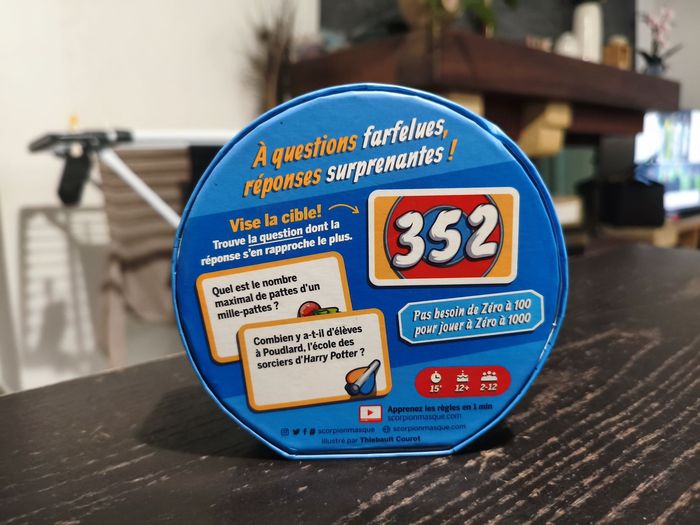 À questions farfelues,
réponses surprenantes !
Vise la cible!
Trouve la question dont la
réponse s'en rapproche le plus.
352
Quel est le nombre
maximal de pattes d'un
mille-pattes ?
Combien y a-t-il d'élèves
à Poudlard, l'école des
sorciers d'Harry Potter ?
Pas besoin de Zéro à 100
pour jouer à Zéro à 1000
15' 12+ 2-12
Apprenez les règles en 1 min
scorpionmasque.com
scorpionmasque scorpionmasque.com
Illustré par Thiebault Courot